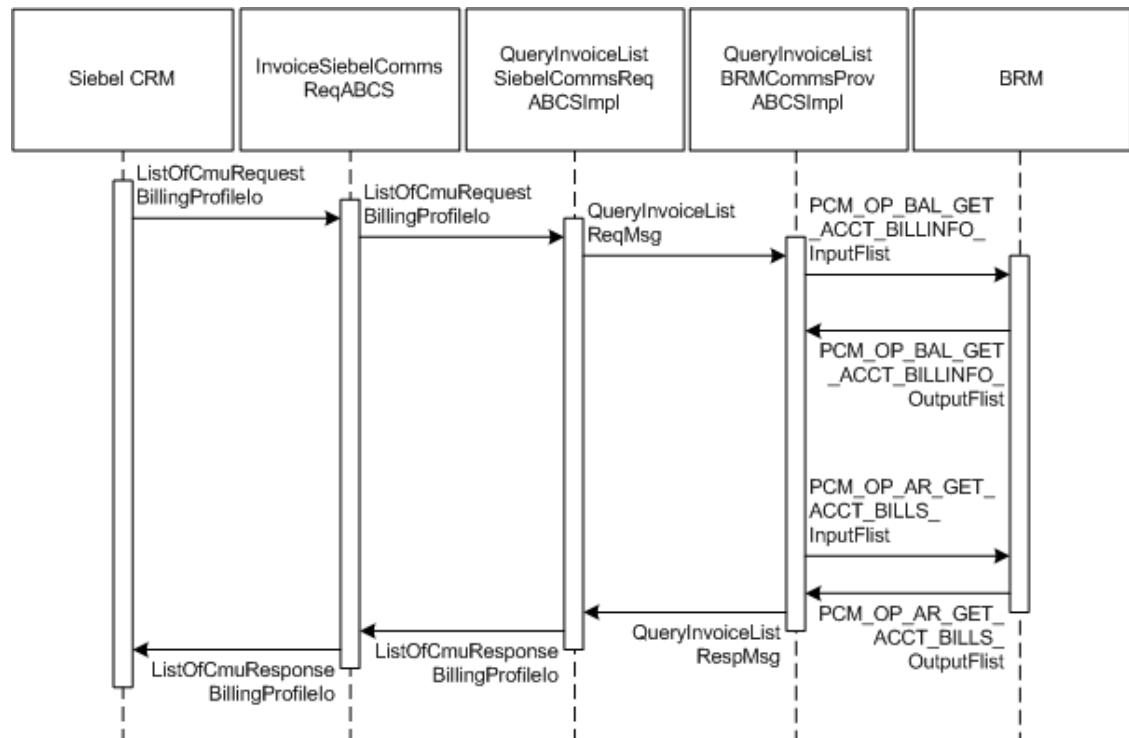 Siebel CRM
InvoiceSiebelComms
ReqABCS
QueryInvoiceList
SiebelCommsReq
ABCSImpl
QueryInvoiceList
BRMCommsProv
ABCSImpl
BRM
ListOfCmuRequest
BillingProfileIo
ListOfCmuRequest
BillingProfileIo
QueryInvoiceList
ReqMsg
PCM_OP_BAL_GET
_ACCT_BILLINFO_
InputFlist
PCM_OP_BAL_GET
_ACCT_BILLINFO_
OutputFlist
PCM_OP_AR_GET_
ACCT_BILLS_
InputFlist
PCM_OP_AR_GET_
ACCT_BILLS_
OutputFlist
QueryInvoiceList
RespMsg
ListOfCmuResponse
BillingProfileIo
ListOfCmuResponse
BillingProfileIo